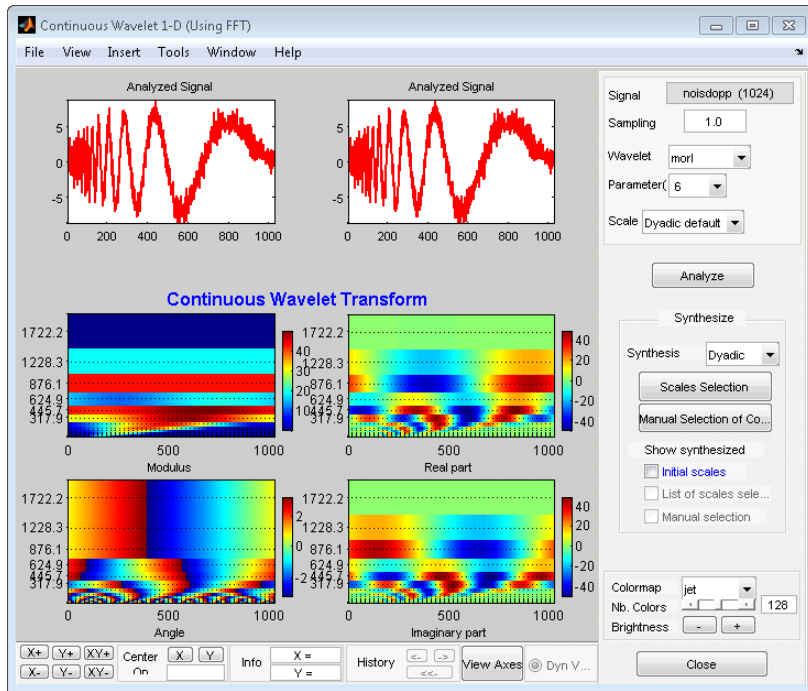 Continuous Wavelet 1-D (Using FFT)
File View Insert Tools Window Help
Analyzed Signal
5
0
-5
0 200 400 600 800 1000
Analyzed Signal
5
0
-5
0 200 400 600 800 1000
Continuous Wavelet Transform
1722.2
1228.3
876.1
624.9
445.7
317.9
0 500 1000
Modulus
40
30
10
1722.2
1228.3
876.1
624.9
445.7
317.9
0 500 1000
Real part
40
20
0
-20
-40
1722.2
1228.3
876.1
624.9
445.7
317.9
0 500 1000
Angle
2
0
-2
1722.2
1228.3
876.1
624.9
445.7
317.9
0 500 1000
Imaginary part
40
20
0
-20
-40
Signal noisdopp (1024)
Sampling 1.0
Wavelet morl
Parameter( 6
Scale Dyadic default
Analyze
Synthesize
Synthesis Dyadic
Scales Selection
Manual Selection of Co...
Show synthesized
Initial scales
List of scales sele...
Manual selection
Colormap jet
Nb. Colors 128
Brightness - +
Close
X+ Y+ XY+
X- Y- XY-
Center X Y
Info X =
Y =
History <- ->
<<-
View Axes
Dyn V...